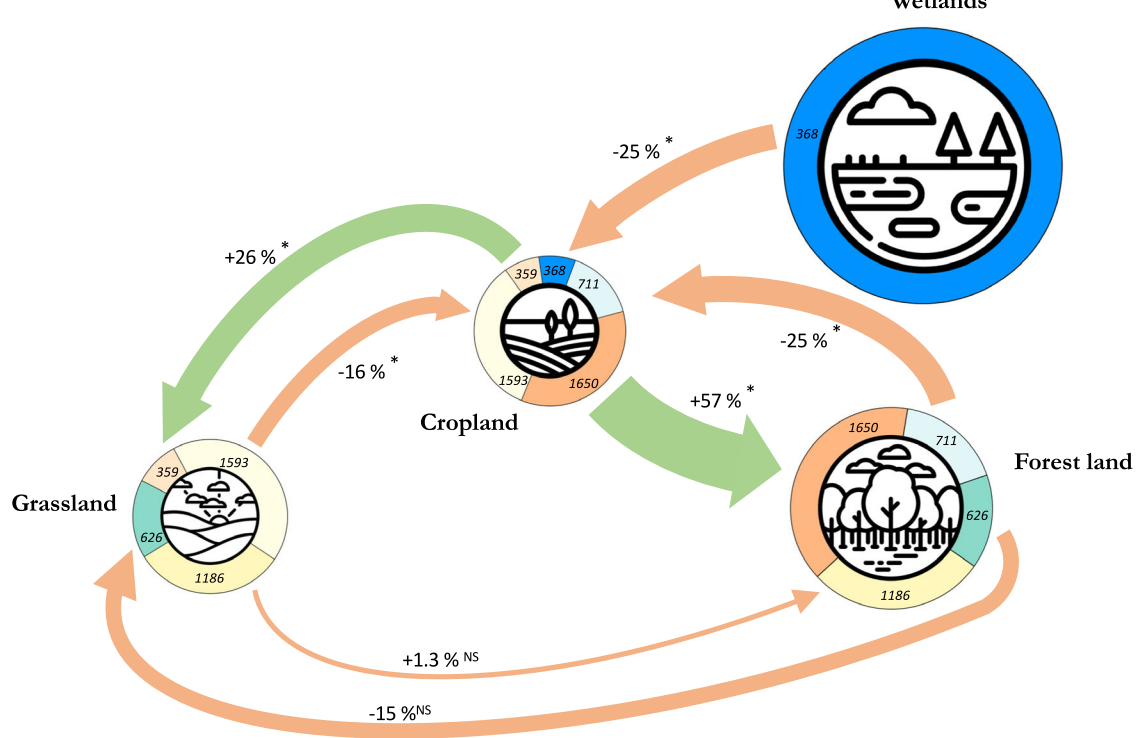 Wetlands
368
-25 % *
+26 % *
359
368
711
-16 % *
-25 % *
1593
1650
+57 % *
Cropland
1650
711
Forest land
359
1593
Grassland
626
626
1186
1186
+1.3 % NS
-15 %NS